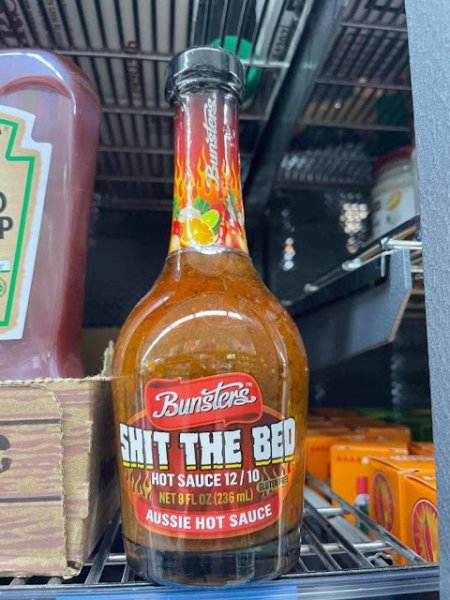 Bunsters
Bunsters
SHIT THE BED
HOT SAUCE 12/10
GLUTEN FREE
NET 8 FL OZ (236 mL)
AUSSIE HOT SAUCE
P